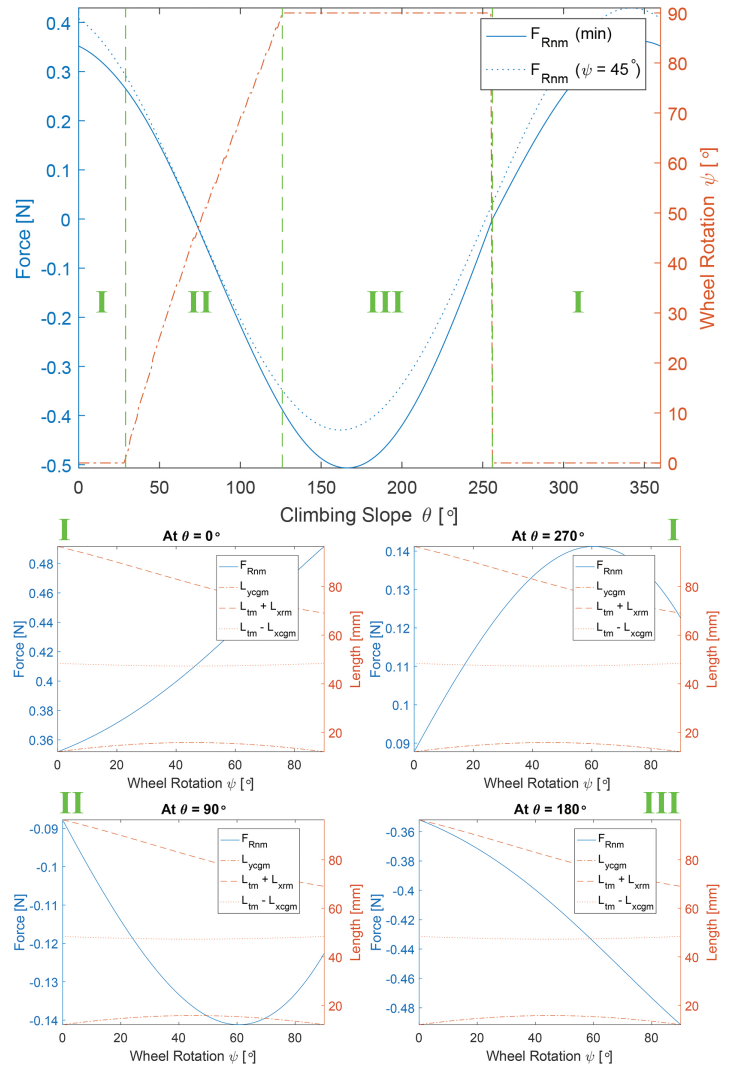 F_Rnm (min)
F_Rnm (ψ = 45°)
Force [N]
0.4
0.3
0.2
0.1
0
-0.1
-0.2
-0.3
-0.4
-0.5
90
80
70
60
50
40
30
20
10
0
Wheel Rotation ψ [°]
I II III I
0 50 100 150 200 250 300 350
Climbing Slope θ [°]
I
At θ = 0°
F_Rnm
L_ycgm
L_tm + L_xrm
L_tm - L_xcgm
Force [N]
0.48
0.46
0.44
0.42
0.4
0.38
0.36
80
60
40
20
Length [mm]
0 20 40 60 80
Wheel Rotation ψ [°]
At θ = 270°
I
F_Rnm
L_ycgm
L_tm + L_xrm
L_tm - L_xcgm
Force [N]
0.14
0.13
0.12
0.11
0.1
0.09
80
60
40
20
Length [mm]
0 20 40 60 80
Wheel Rotation ψ [°]
II
At θ = 90°
F_Rnm
L_ycgm
L_tm + L_xrm
L_tm - L_xcgm
Force [N]
-0.09
-0.1
-0.11
-0.12
-0.13
-0.14
80
60
40
20
Length [mm]
0 20 40 60 80
Wheel Rotation ψ [°]
At θ = 180°
III
F_Rnm
L_ycgm
L_tm + L_xrm
L_tm - L_xcgm
Force [N]
-0.36
-0.38
-0.4
-0.42
-0.44
-0.46
-0.48
80
60
40
20
Length [mm]
0 20 40 60 80
Wheel Rotation ψ [°]